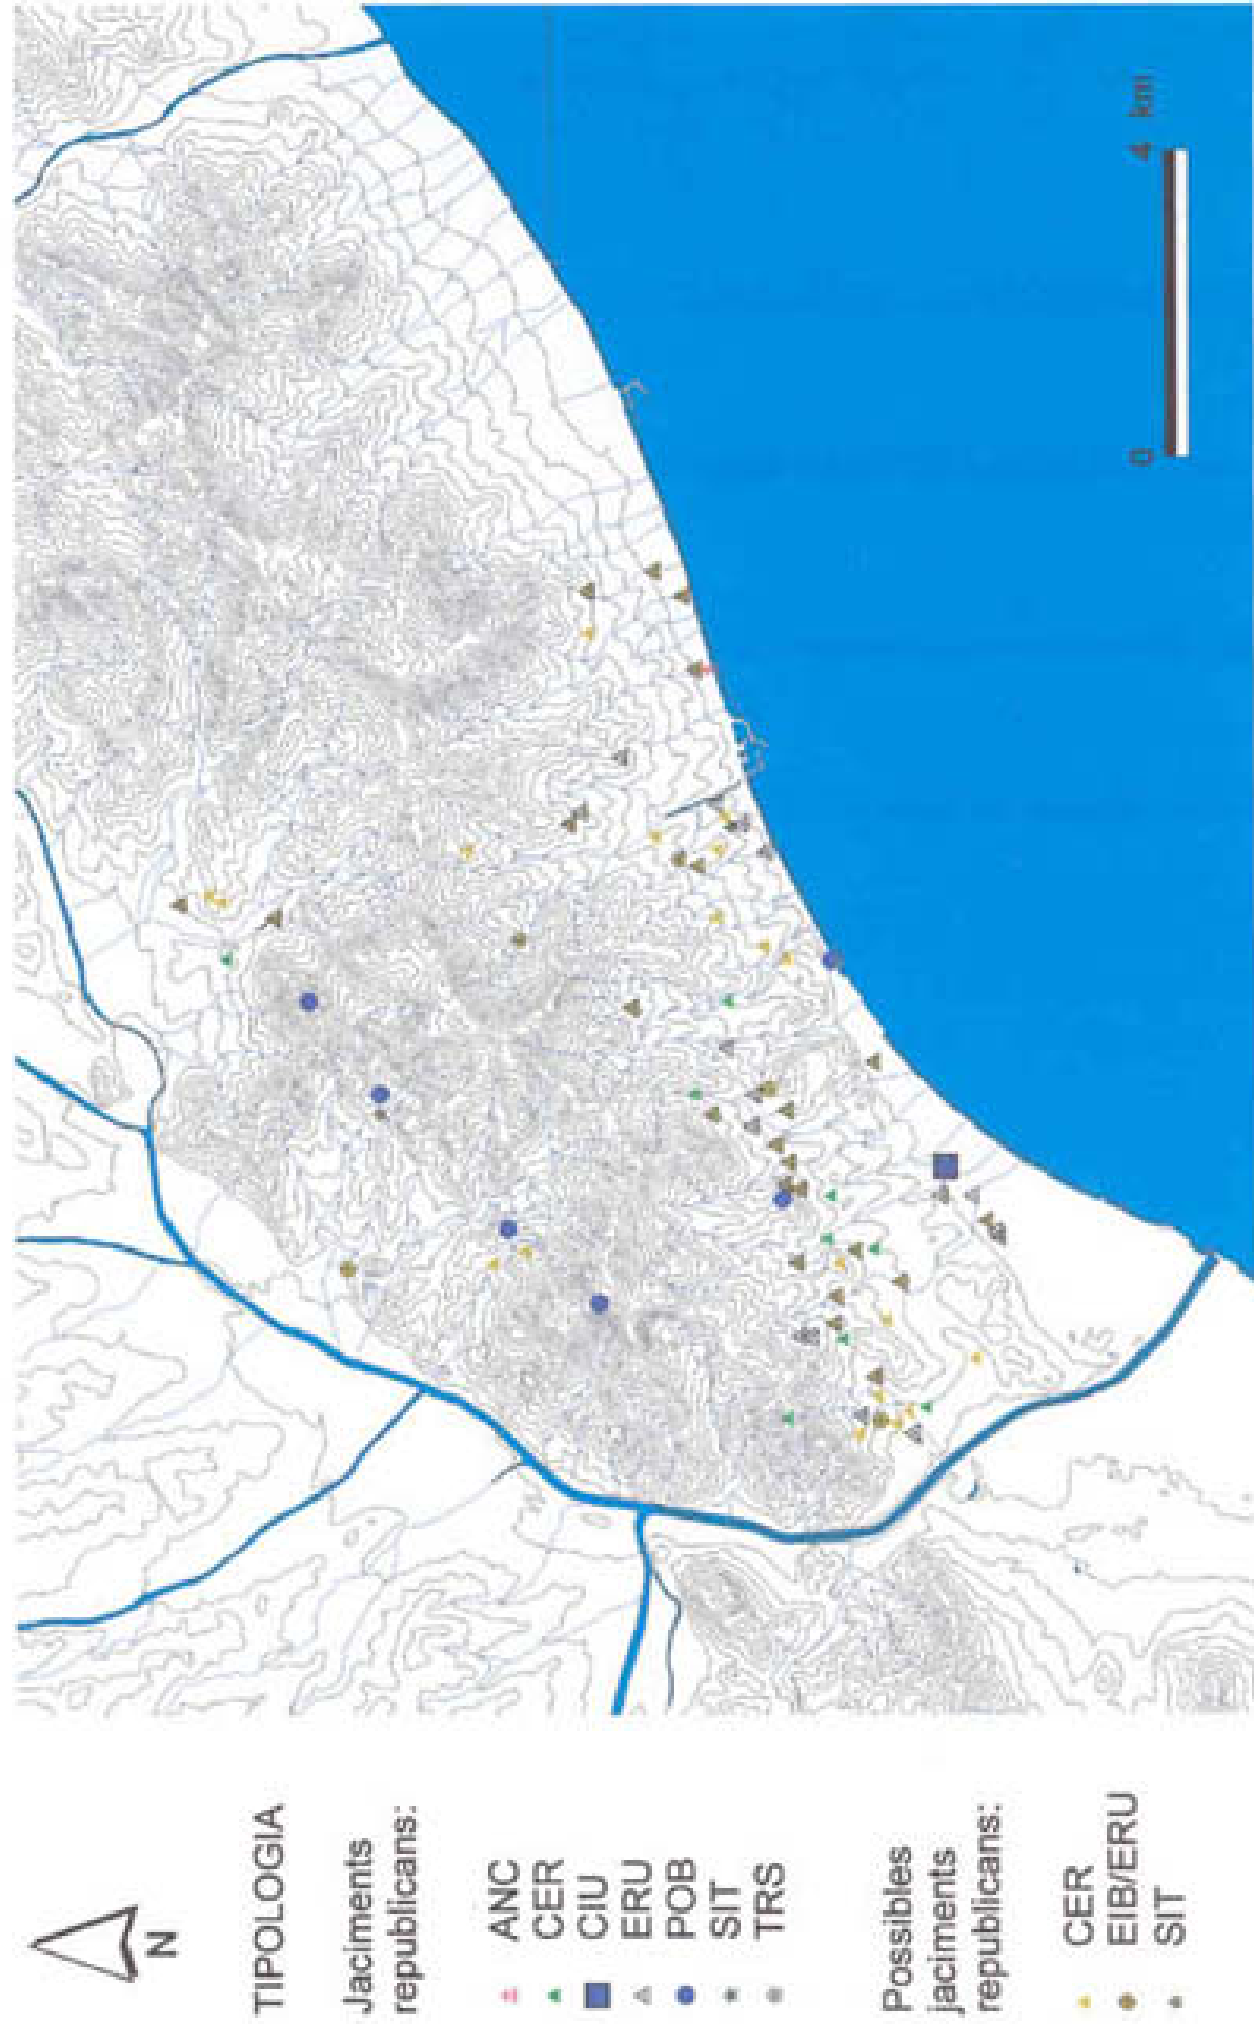 N
TIPOLOGIA
Jaciments
republicans:
ANC
CER
CIU
ERU
POB
SIT
TRS
Possibles
jaciments
republicans:
CER
EIB/ERU
SIT
0 4 km